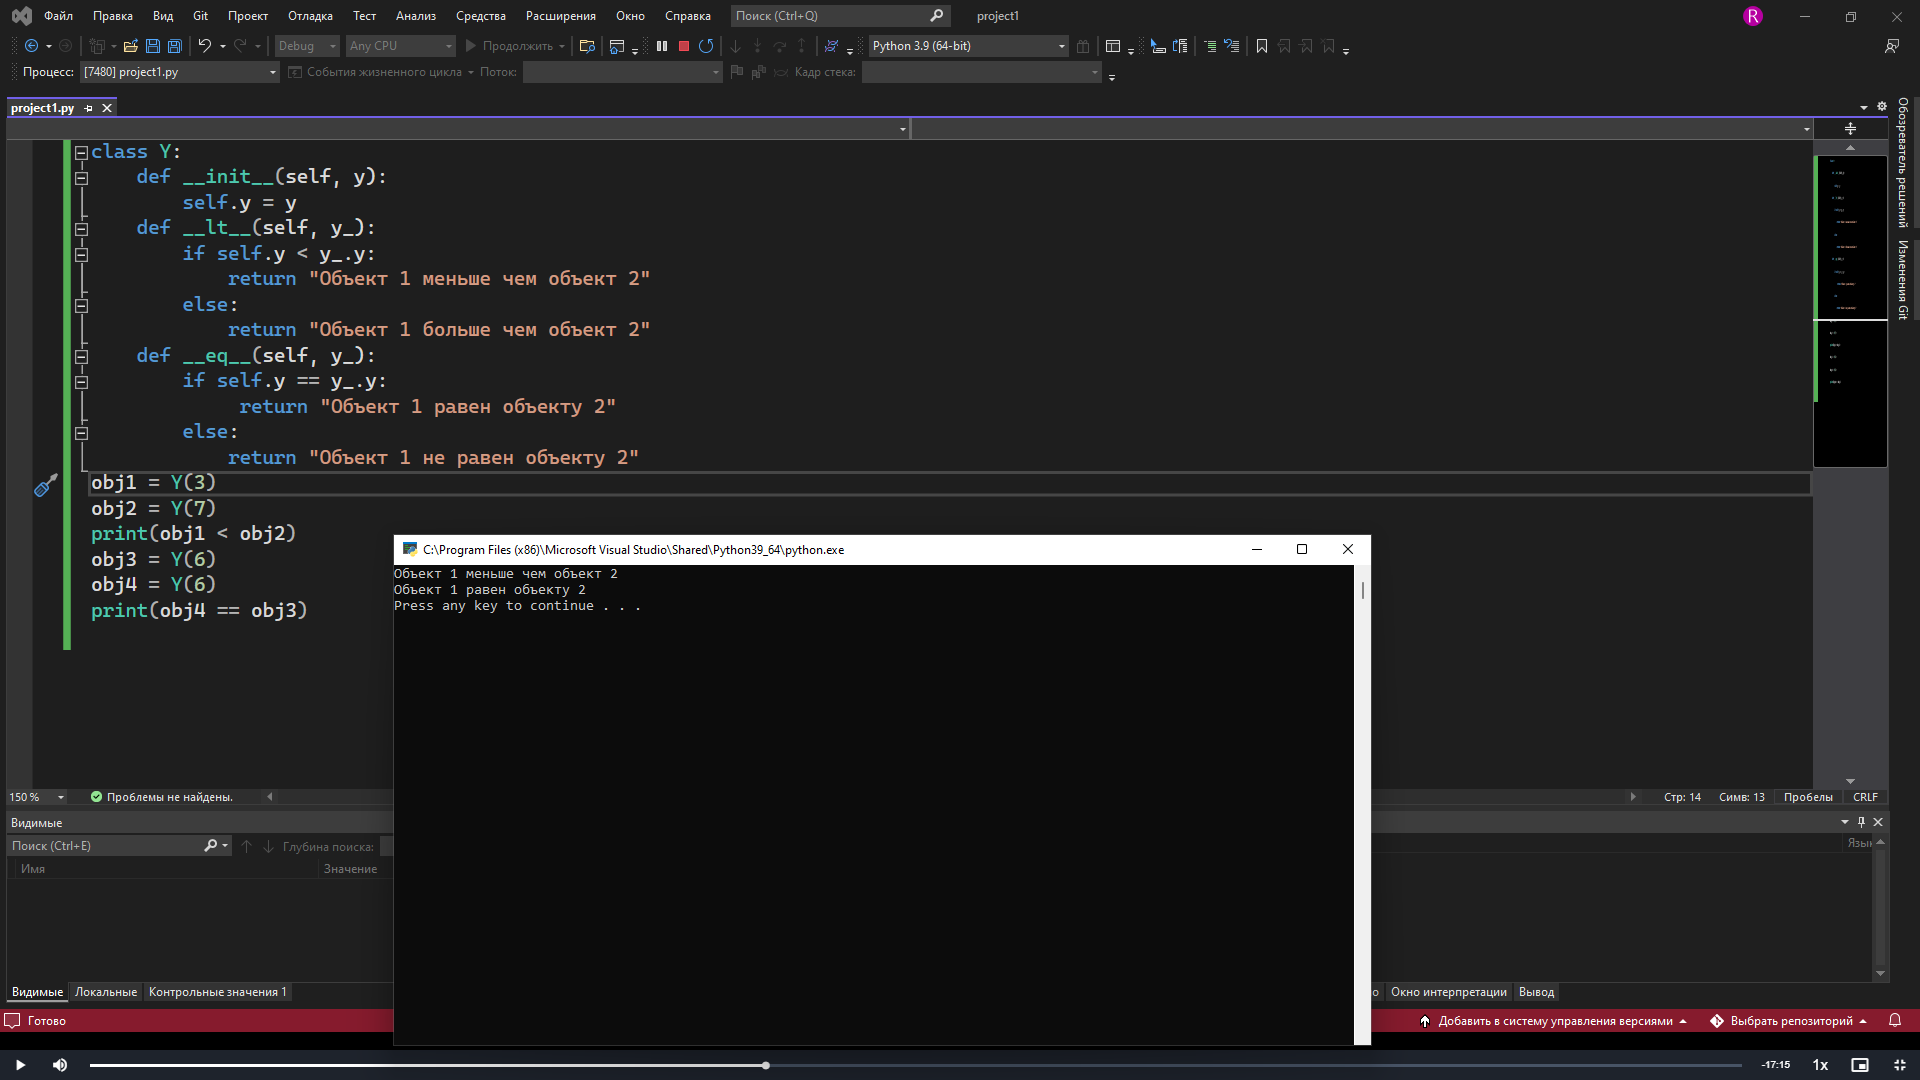 Файл Правка Вид Git Проект Отладка Тест Анализ Средства Расширения Окно Справка Поиск (Ctrl+Q) project1 R
Debug Any CPU Продолжить Python 3.9 (64-bit)
Процесс: [7480] project1.py События жизненного цикла Поток: Кадр стека:
project1.py
class Y:
def __init__(self, y):
self.y = y
def __lt__(self, y_):
if self.y < y_.y:
return "Объект 1 меньше чем объект 2"
else:
return "Объект 1 больше чем объект 2"
def __eq__(self, y_):
if self.y == y_.y:
return "Объект 1 равен объекту 2"
else:
return "Объект 1 не равен объекту 2"
obj1 = Y(3)
obj2 = Y(7)
print(obj1 < obj2)
obj3 = Y(6)
obj4 = Y(6)
print(obj4 == obj3)
C:\Program Files (x86)\Microsoft Visual Studio\Shared\Python39_64\python.exe
Объект 1 меньше чем объект 2
Объект 1 равен объекту 2
Press any key to continue . . .
Обозреватель решений
Изменения Git
150 % Проблемы не найдены. Стр: 14 Симв: 13 Пробелы CRLF
Видимые
Поиск (Ctrl+E) Глубина поиска:
Имя Значение
Видимые Локальные Контрольные значения 1 Окно интерпретации Вывод
Готово Добавить в систему управления версиями Выбрать репозиторий
-17:15 1x